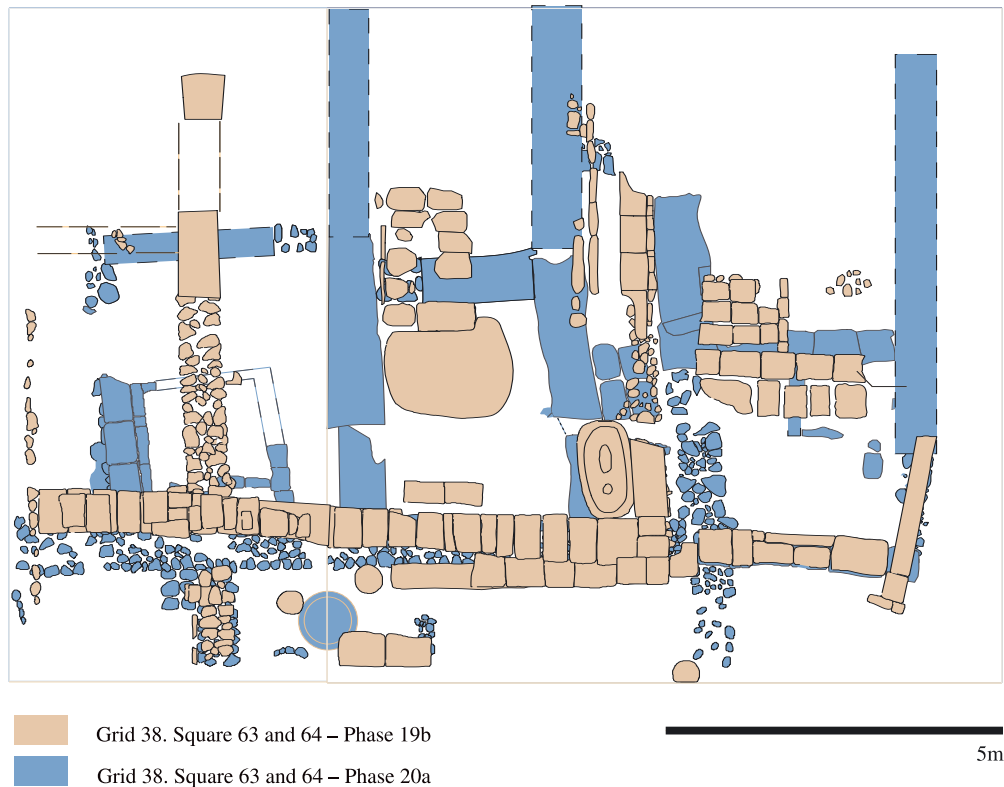 Grid 38. Square 63 and 64 – Phase 19b
5m
Grid 38. Square 63 and 64 – Phase 20a